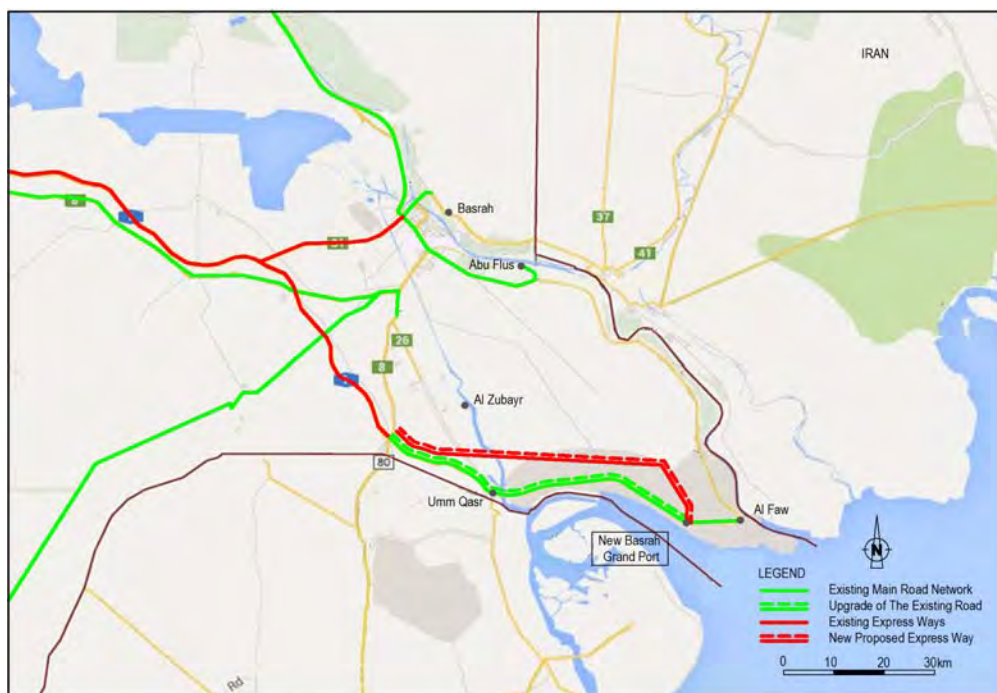 IRAN
Basrah
37
41
Abu Flus
26
8
Al Zubayr
80
Umm Qasr
Al Faw
New Basrah
Grand Port
N
LEGEND
Existing Main Road Network
Upgrade of The Existing Road
Existing Express Ways
New Proposed Express Way
0 10 20 30km
Rd